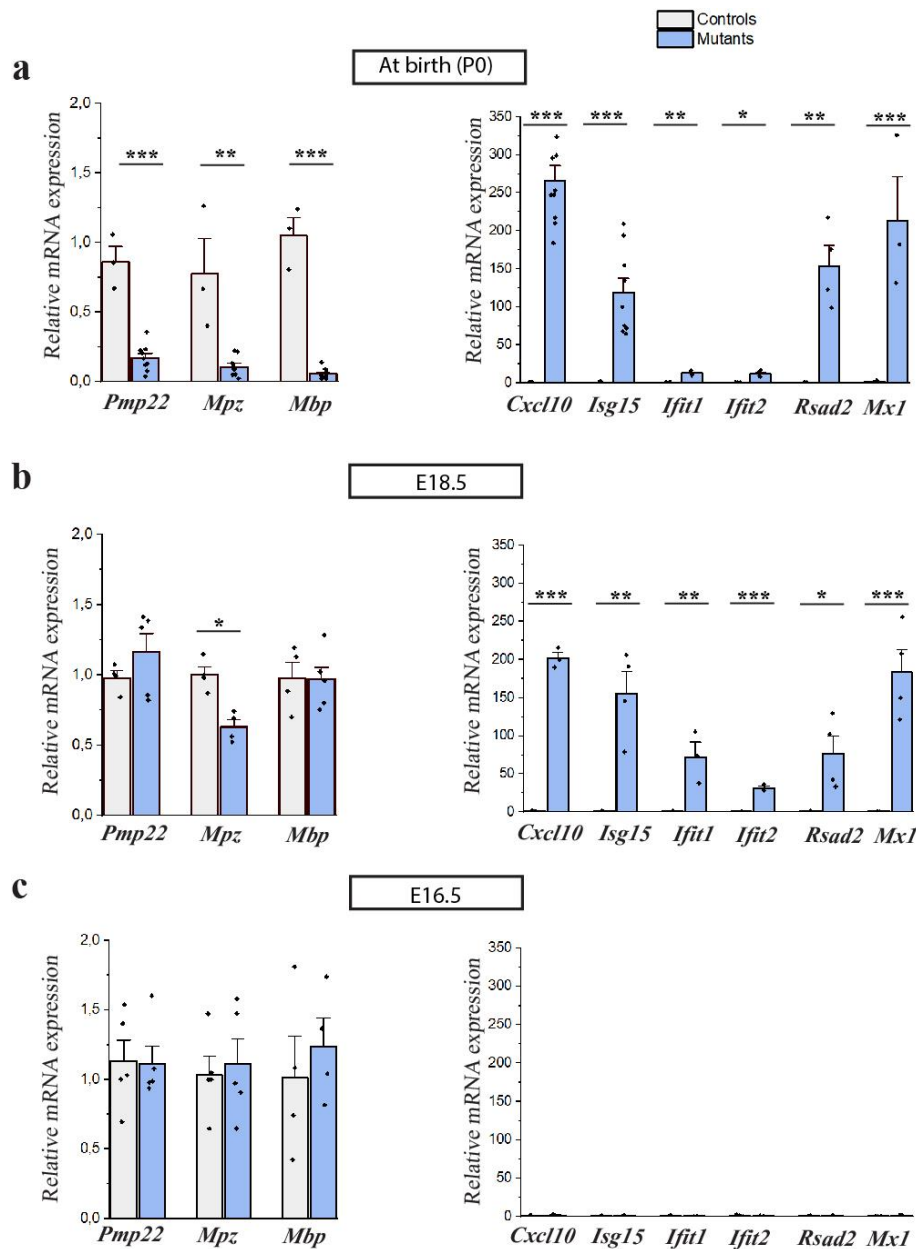 Controls
Mutants
a
At birth (P0)
Relative mRNA expression
2,0
1,5
1,0
0,5
0,0
*** ** ***
Pmp22 Mpz Mbp
Relative mRNA expression
350
300
250
200
150
100
50
0
*** *** ** * ** ***
Cxcl10 Isg15 Ifit1 Ifit2 Rsad2 Mx1
b
E18.5
Relative mRNA expression
2,0
1,5
1,0
0,5
0,0
*
Pmp22 Mpz Mbp
Relative mRNA expression
350
300
250
200
150
100
50
0
*** ** ** *** * ***
Cxcl10 Isg15 Ifit1 Ifit2 Rsad2 Mx1
c
E16.5
Relative mRNA expression
2,0
1,5
1,0
0,5
0,0
Pmp22 Mpz Mbp
Relative mRNA expression
350
300
250
200
150
100
50
0
Cxcl10 Isg15 Ifit1 Ifit2 Rsad2 Mx1